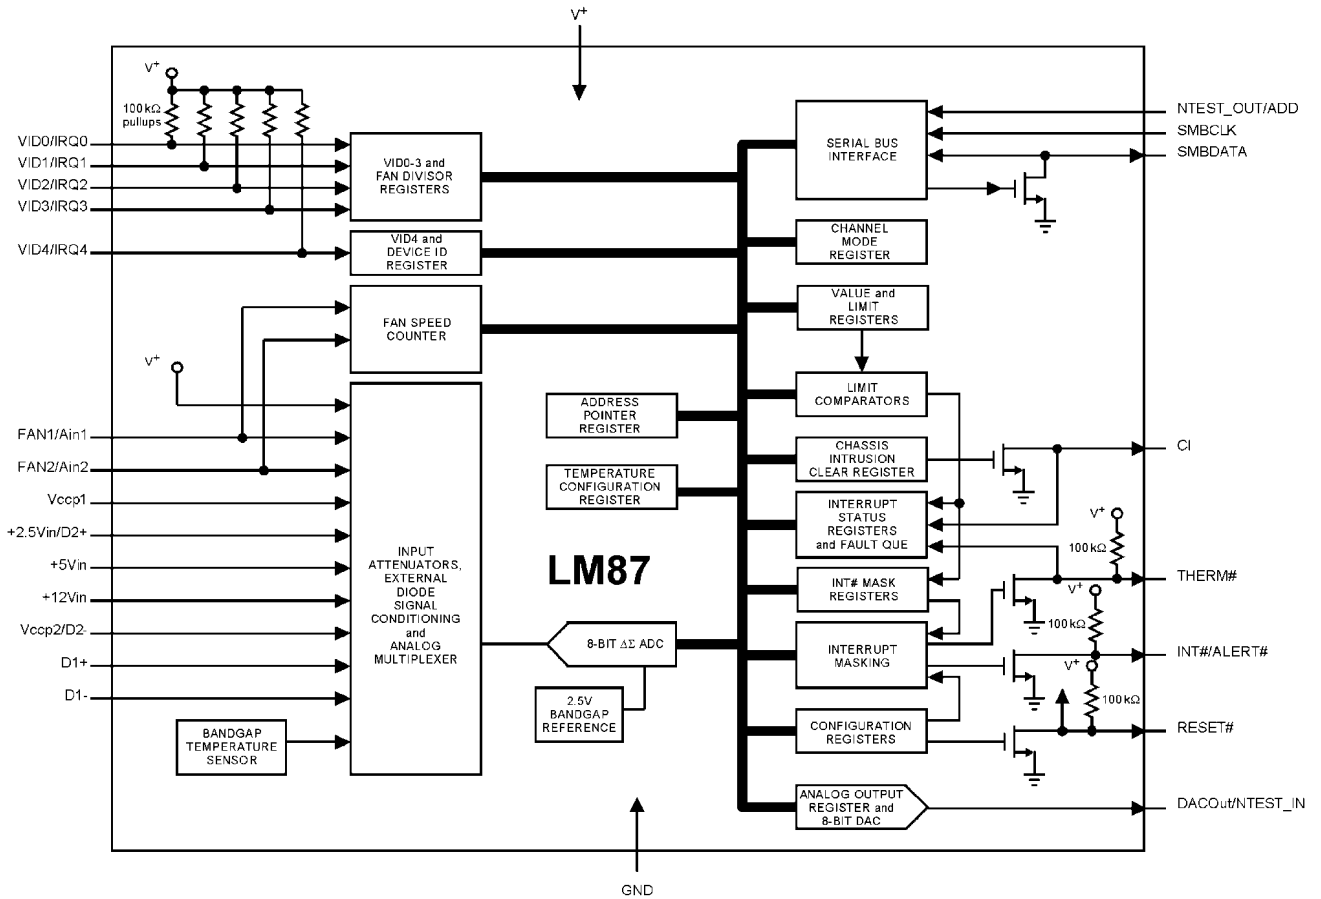 V+
V+
100kΩ
pullups
VID0/IRQ0
VID1/IRQ1
VID2/IRQ2
VID3/IRQ3
VID4/IRQ4
VID0-3 and
FAN DIVISOR
REGISTERS
VID4 and
DEVICE ID
REGISTER
FAN SPEED
COUNTER
V+
FAN1/Ain1
FAN2/Ain2
Vccp1
+2.5Vin/D2+
+5Vin
+12Vin
Vccp2/D2-
D1+
D1-
INPUT
ATTENUATORS,
EXTERNAL
DIODE
SIGNAL
CONDITIONING
and
ANALOG
MULTIPLEXER
BANDGAP
TEMPERATURE
SENSOR
ADDRESS
POINTER
REGISTER
TEMPERATURE
CONFIGURATION
REGISTER
LM87
8-BIT ΔΣ ADC
2.5V
BANDGAP
REFERENCE
SERIAL BUS
INTERFACE
CHANNEL
MODE
REGISTER
VALUE and
LIMIT
REGISTERS
LIMIT
COMPARATORS
CHASSIS
INTRUSION
CLEAR REGISTER
INTERRUPT
STATUS
REGISTERS
and FAULT QUE
INT# MASK
REGISTERS
INTERRUPT
MASKING
CONFIGURATION
REGISTERS
ANALOG OUTPUT
REGISTER and
8-BIT DAC
NTEST_OUT/ADD
SMBCLK
SMBDATA
CI
V+
100kΩ
THERM#
V+
100kΩ
INT#/ALERT#
V+
100kΩ
RESET#
DACOut/NTEST_IN
GND